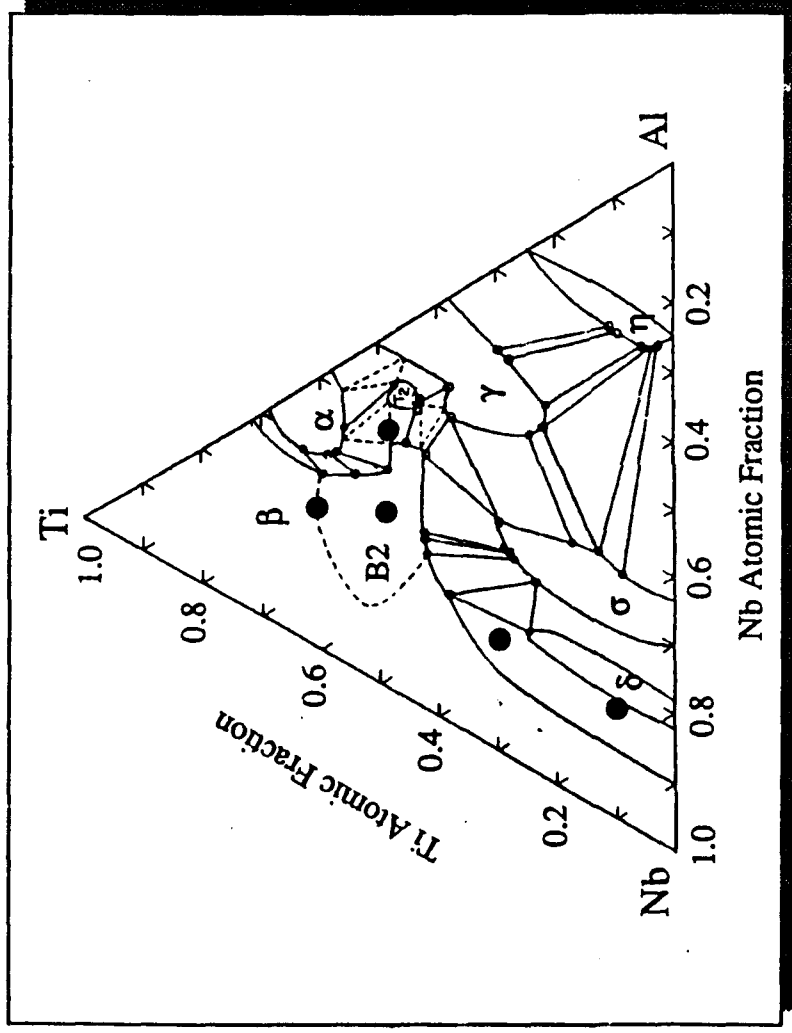 Ti
1.0
0.8
0.6
0.4
0.2
Ti Atomic Fraction
β
α
B2
γ
η
σ
δ
Al
Nb
1.0
0.8
0.6
0.4
0.2
Nb Atomic Fraction